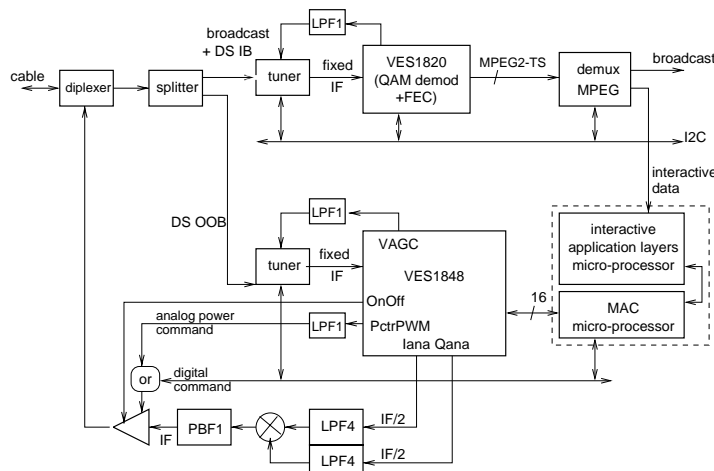 broadcast
+ DS IB
LPF1
cable
diplexer
splitter
tuner
fixed
IF
VES1820
(QAM demod
+FEC)
MPEG2-TS
demux
MPEG
broadcast
I2C
interactive
data
DS OOB
LPF1
tuner
fixed
IF
VAGC
VES1848
OnOff
PctrPWM
Iana Qana
16
interactive
application layers
micro-processor
MAC
micro-processor
analog power
command
LPF1
or
digital
command
IF
PBF1
LPF4
IF/2
LPF4
IF/2